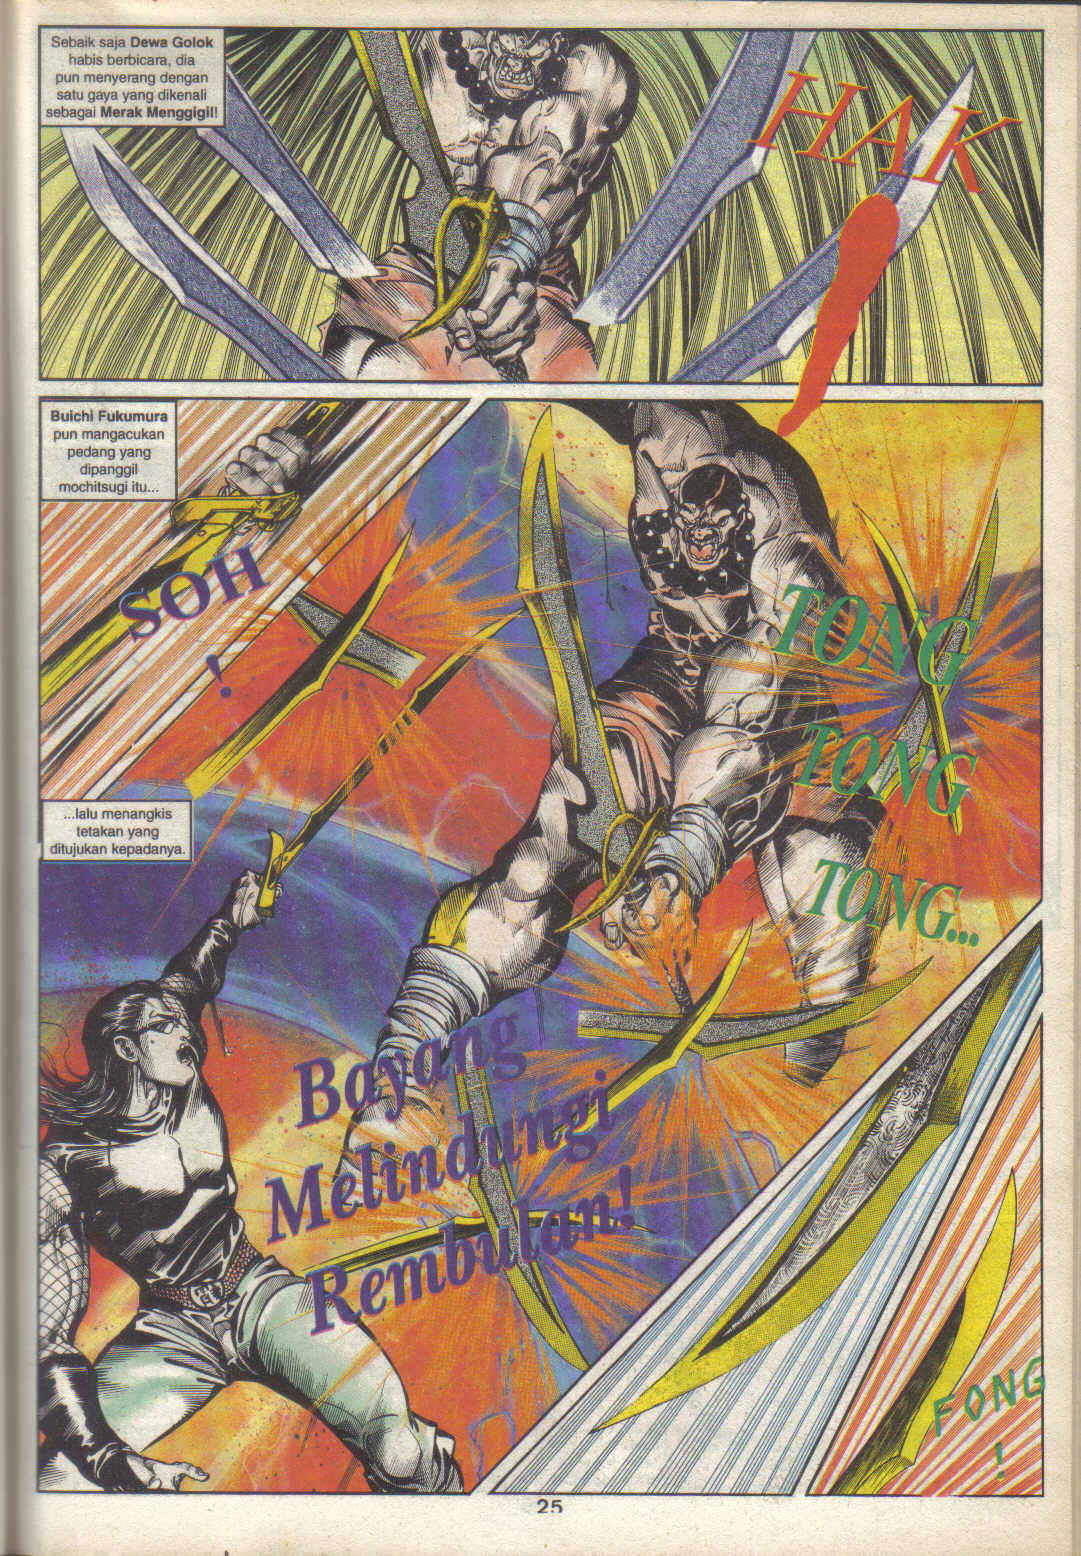 Sebaik saja Dewa Golok
habis berbicara, dia
pun menyerang dengan
satu gaya yang dikenali
sebagai Merak Menggigil!
HAK
!
Buichi Fukumura
pun mangacukan
pedang yang
dipanggil
mochitsugi itu...
SOH
!
TONG
TONG
TONG...
...lalu menangkis
tetakan yang
ditujukan kepadanya.
Bayang
Melindungi
Rembulan!
FONG
!
25